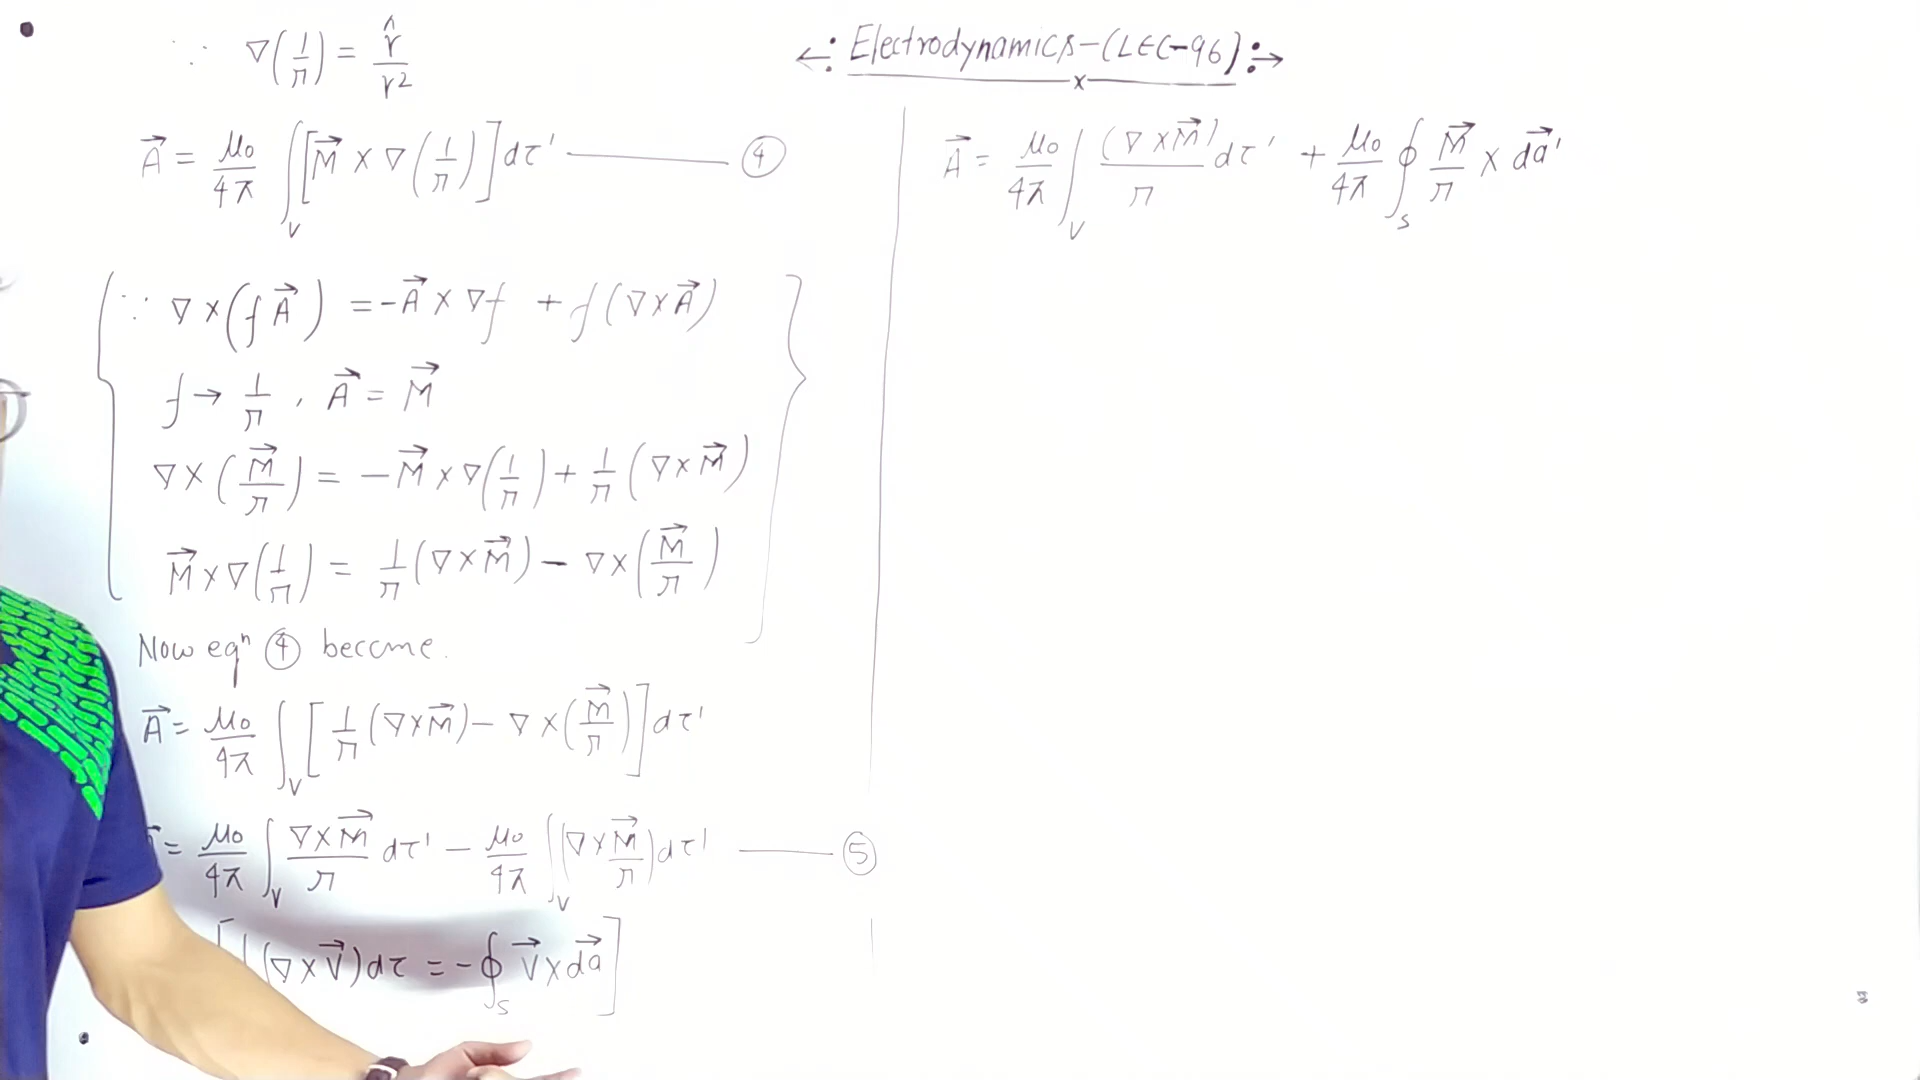 ∵ ∇(1/r) = r̂/r²
A⃗ = μ₀/4π ∫_V [M⃗ × ∇(1/r)] dτ' ——— ④
∵ ∇×(fA⃗) = -A⃗ × ∇f + f(∇×A⃗)
f → 1/r , A⃗ = M⃗
∇×(M⃗/r) = -M⃗ × ∇(1/r) + 1/r (∇×M⃗)
M⃗×∇(1/r) = 1/r (∇×M⃗) - ∇×(M⃗/r)
Now eqⁿ ④ become.
A⃗ = μ₀/4π ∫_V [1/r (∇×M⃗) - ∇×(M⃗/r)] dτ'
= μ₀/4π ∫_V ∇×M⃗/r dτ' - μ₀/4π ∫_V (∇×M⃗/r) dτ' ——— ⑤
[∫(∇×V⃗)dτ = -∮_S V⃗×da⃗]
←: Electrodynamics-(LEC-96) :→
x
A⃗ = μ₀/4π ∫_V (∇×M⃗)/r dτ' + μ₀/4π ∮_S M⃗/r × da⃗'